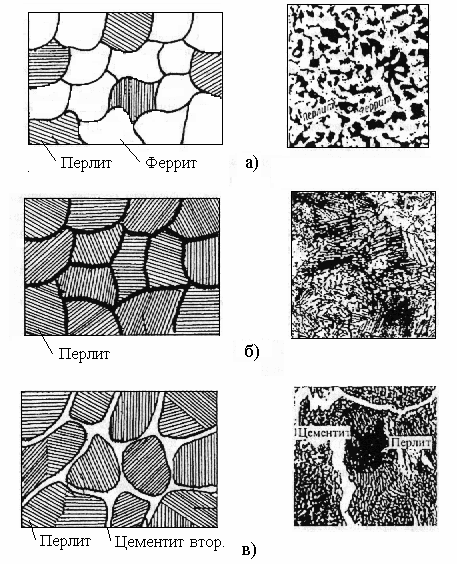 перлит феррит
Перлит Феррит
а)
Перлит
б)
Цементит Перлит
Перлит Цементит втор.
в)